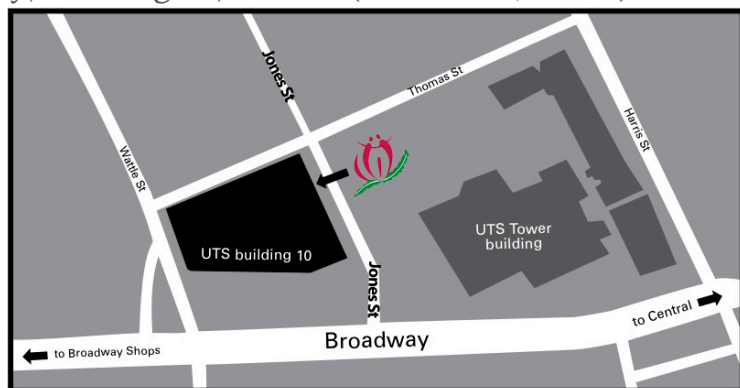 Jones St
Thomas St
Harris St
Wattle St
UTS Tower
building
UTS building 10
Jones St
to Central
Broadway
to Broadway Shops